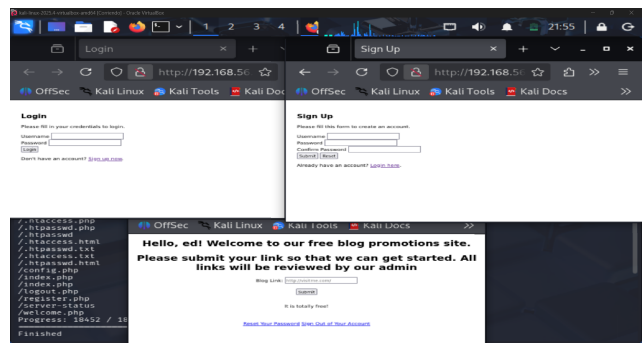 kali-linux-2025.4-virtualbox-amd64 [Corriendo] - Oracle VirtualBox
1 2 3 4
21:55
Login
Sign Up
http://192.168.56
http://192.168.56
OffSec Kali Linux Kali Tools Kali Doc
OffSec Kali Linux Kali Tools Kali Docs
Login
Please fill in your credentials to login.
Username
Password
Login
Don't have an account? Sign up now
Sign Up
Please fill this form to create an account.
Username
Password
Confirm Password
Submit Reset
Already have an account? Login here.
/.htaccess.php
/.htpasswd.php
/.htpasswd
/.htaccess.html
/.htpasswd.txt
/.htaccess.txt
/.htpasswd.html
/config.php
/index.php
/index.php
/logout.php
/register.php
/server-status
/welcome.php
Progress: 18452 / 18
Finished
OffSec Kali Linux Kali Tools Kali Docs
Hello, ed! Welcome to our free blog promotions site.
Please submit your link so that we can get started. All
links will be reviewed by our admin
Blog Link:
Submit
It is totally free!
Reset Your Password Sign Out of Your Account